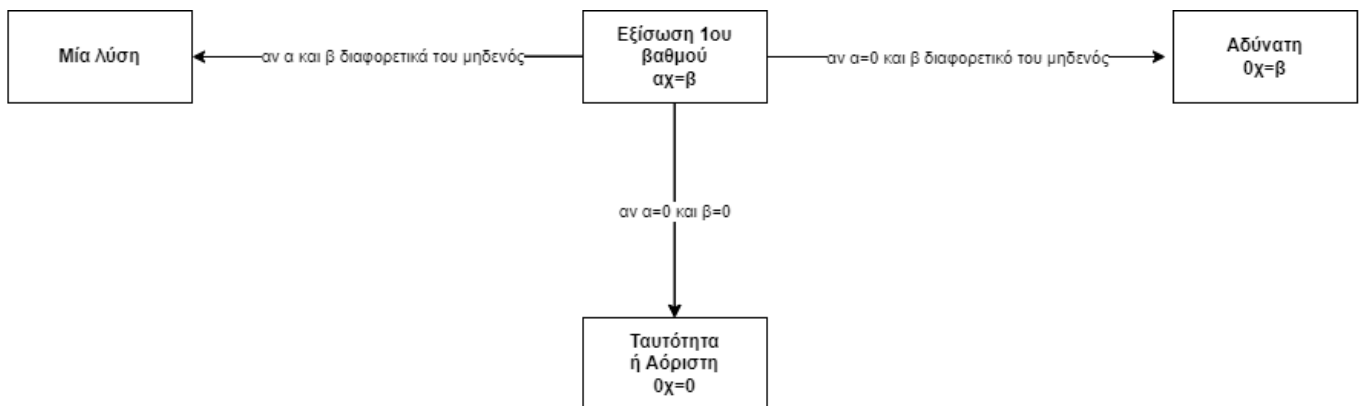 Μία Λύση
αν α και β διαφορετικά του μηδενός
Εξίσωση 1ου
βαθμού
αχ=β
αν α=0 και β διαφορετικό του μηδενός
Αδύνατη
0χ=β
αν α=0 και β=0
Ταυτότητα
ή Αόριστη
0χ=0